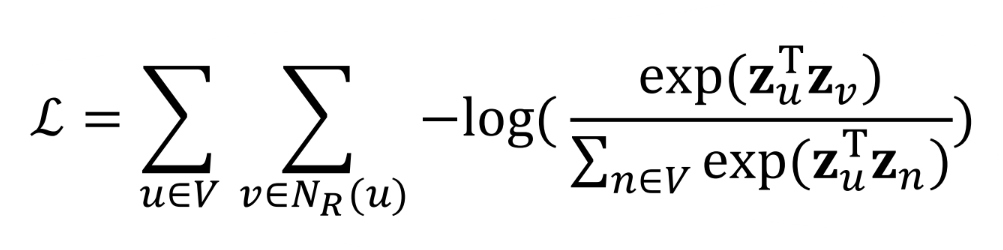 ℒ = ∑_{u∈V} ∑_{v∈N_R(u)} −log( exp(𝐳_u^T 𝐳_v) / ∑_{n∈V} exp(𝐳_u^T 𝐳_n) )